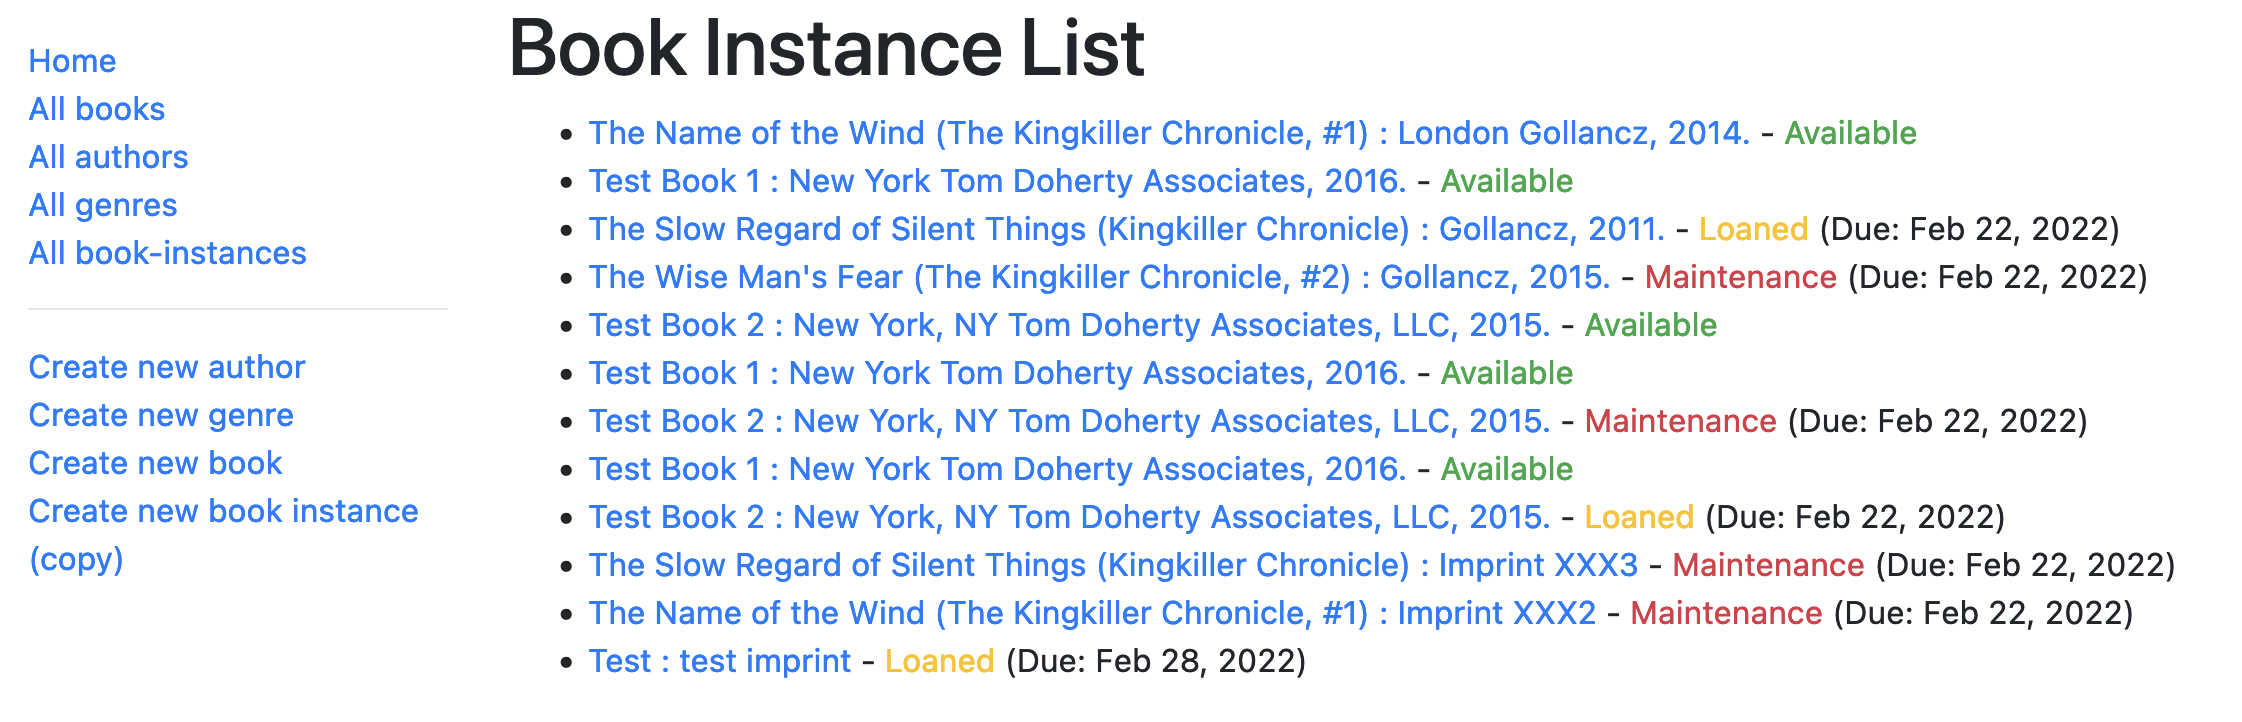 Home
All books
All authors
All genres
All book-instances
Create new author
Create new genre
Create new book
Create new book instance
(copy)
Book Instance List
The Name of the Wind (The Kingkiller Chronicle, #1) : London Gollancz, 2014. - Available
Test Book 1 : New York Tom Doherty Associates, 2016. - Available
The Slow Regard of Silent Things (Kingkiller Chronicle) : Gollancz, 2011. - Loaned (Due: Feb 22, 2022)
The Wise Man's Fear (The Kingkiller Chronicle, #2) : Gollancz, 2015. - Maintenance (Due: Feb 22, 2022)
Test Book 2 : New York, NY Tom Doherty Associates, LLC, 2015. - Available
Test Book 1 : New York Tom Doherty Associates, 2016. - Available
Test Book 2 : New York, NY Tom Doherty Associates, LLC, 2015. - Maintenance (Due: Feb 22, 2022)
Test Book 1 : New York Tom Doherty Associates, 2016. - Available
Test Book 2 : New York, NY Tom Doherty Associates, LLC, 2015. - Loaned (Due: Feb 22, 2022)
The Slow Regard of Silent Things (Kingkiller Chronicle) : Imprint XXX3 - Maintenance (Due: Feb 22, 2022)
The Name of the Wind (The Kingkiller Chronicle, #1) : Imprint XXX2 - Maintenance (Due: Feb 22, 2022)
Test : test imprint - Loaned (Due: Feb 28, 2022)